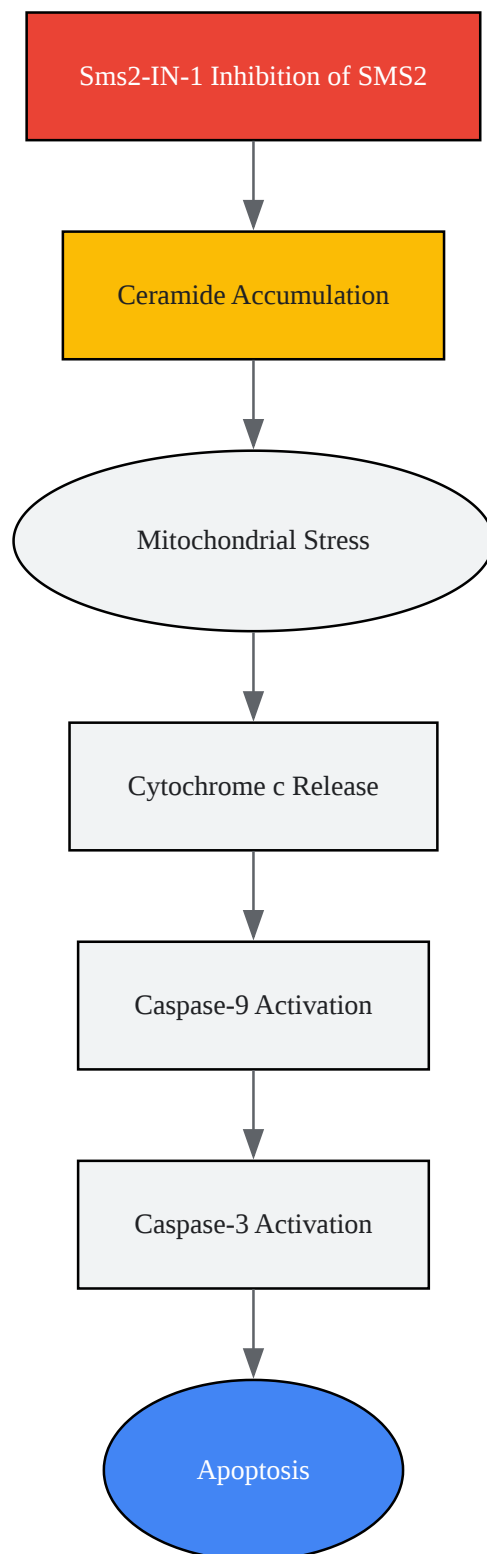 Sms2-IN-1 Inhibition of SMS2
Ceramide Accumulation
Mitochondrial Stress
Cytochrome c Release
Caspase-9 Activation
Caspase-3 Activation
Apoptosis